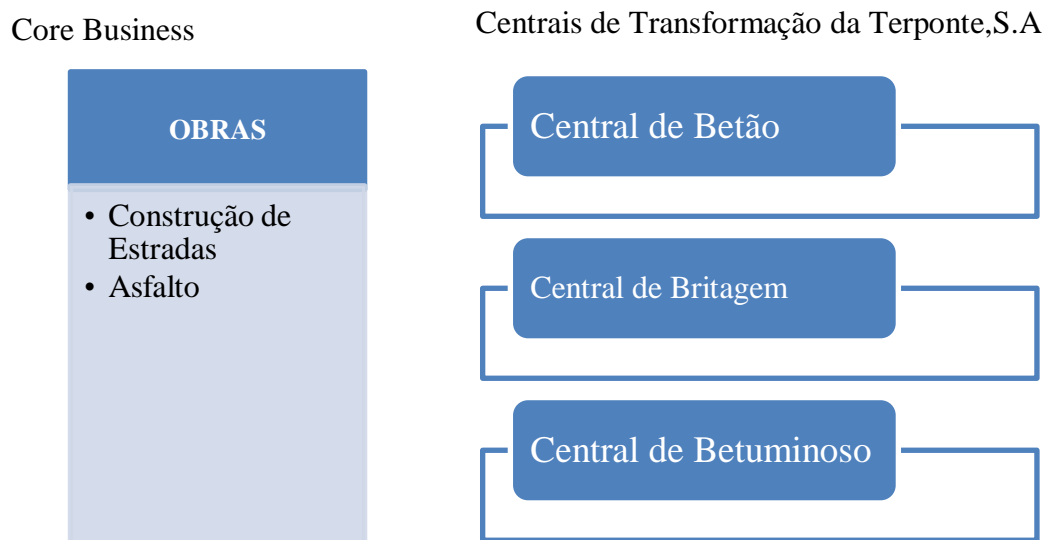 Core Business
OBRAS
• Construção de
Estradas
• Asfalto
Centrais de Transformação da Terponte,S.A
Central de Betão
Central de Britagem
Central de Betuminoso